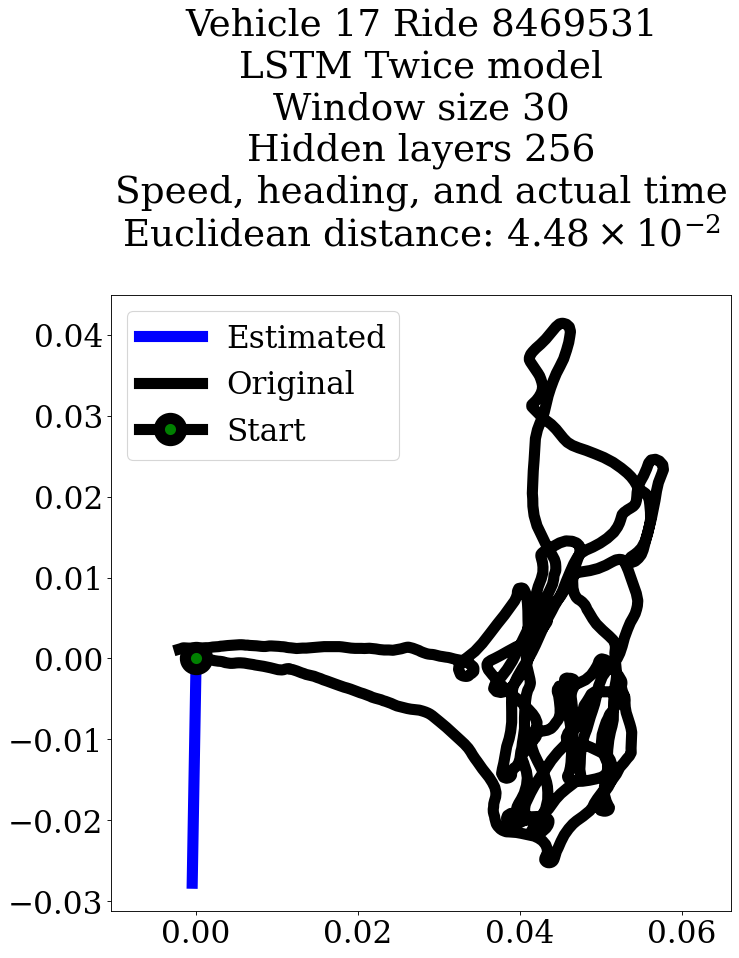 Vehicle 17 Ride 8469531
LSTM Twice model
Window size 30
Hidden layers 256
Speed, heading, and actual time
Euclidean distance: 4.48 × 10⁻²
Estimated
Original
Start
0.04
0.03
0.02
0.01
0.00
−0.01
−0.02
−0.03
0.00 0.02 0.04 0.06